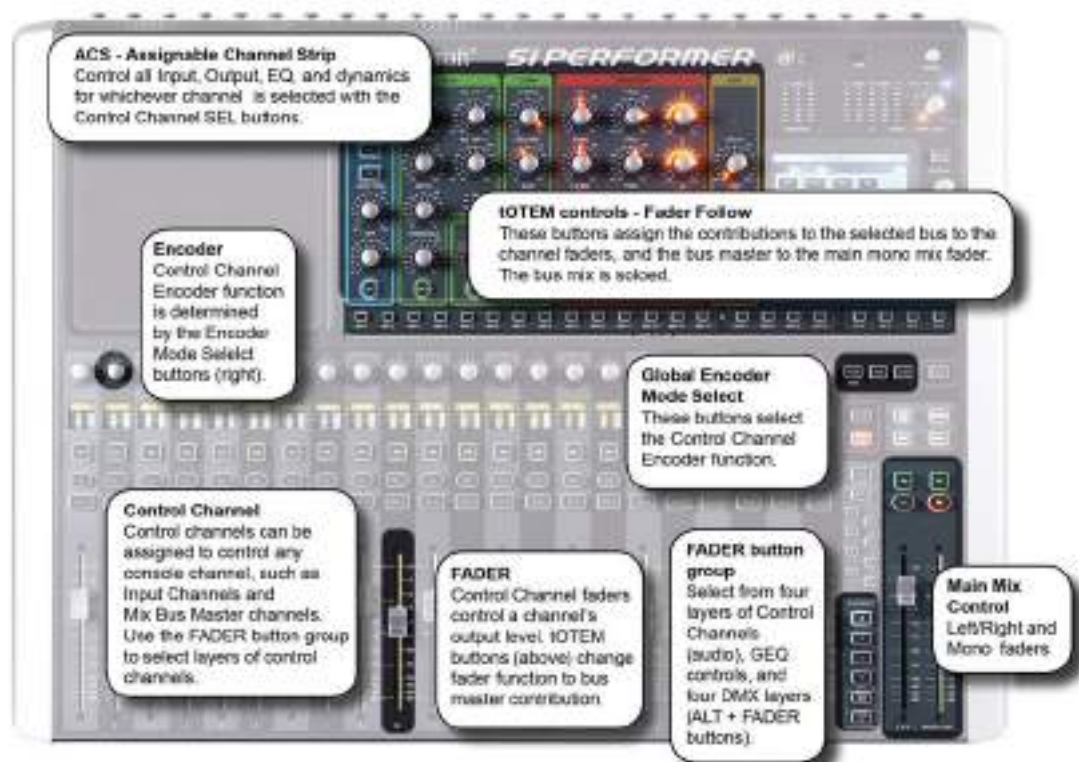 SI PERFORMER
ACS - Assignable Channel Strip
Control all Input, Output, EQ, and dynamics
for whichever channel is selected with the
Control Channel SEL buttons.
tOTEM controls - Fader Follow
These buttons assign the contributions to the selected bus to the
channel faders, and the bus master to the main mono mix fader.
The bus mix is soloed.
Encoder
Control Channel
Encoder function
is determined
by the Encoder
Mode Selelct
buttons (right).
Global Encoder
Mode Select
These buttons select
the Control Channel
Encoder function.
Control Channel
Control channels can be
assigned to control any
console channel, such as
Input Channels and
Mix Bus Master channels.
Use the FADER button group
to select layers of control
channels.
FADER
Control Channel faders
control a channel's
output level. tOTEM
buttons (above) change
fader function to bus
master contribution
FADER button
group
Select from four
layers of Control
Channels
(audio), GEQ
controls, and
four DMX layers
(ALT + FADER
buttons).
Main Mix
Control
Left/Right and
Mono faders